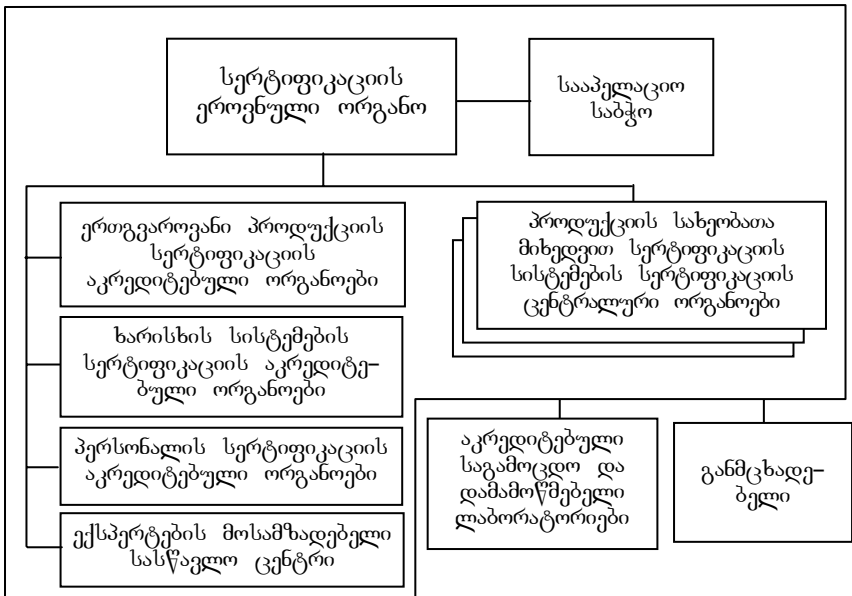 სერტიფიკაციის
ეროვნული ორგანო
სააპელაციო
საბჭო
ერთგვაროვანი პროდუქციის
სერტიფიკაციის
აკრედიტებული ორგანოები
პროდუქციის სახეობათა
მიხედვით სერტიფიკაციის
სისტემების სერტიფიკაციის
ცენტრალური ორგანოები
ხარისხის სისტემების
სერტიფიკაციის აკრედიტე–
ბული ორგანოები
პერსონალის სერტიფიკაციის
აკრედიტებული ორგანოები
ექსპერტების მოსამზადებელი
სასწავლო ცენტრი
აკრედიტებული
საგამოცდო და
დამამოწმებელი
ლაბორატორიები
განმცხადე–
ბელი